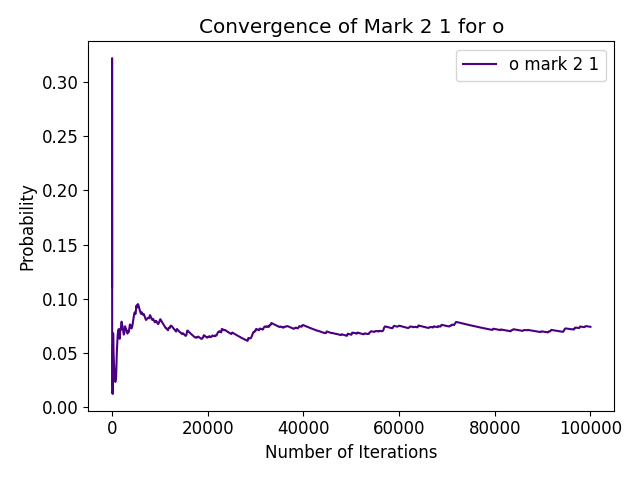 Convergence of Mark 2 1 for o
o mark 2 1
Probability
0.30
0.25
0.20
0.15
0.10
0.05
0.00
0 20000 40000 60000 80000 100000
Number of Iterations